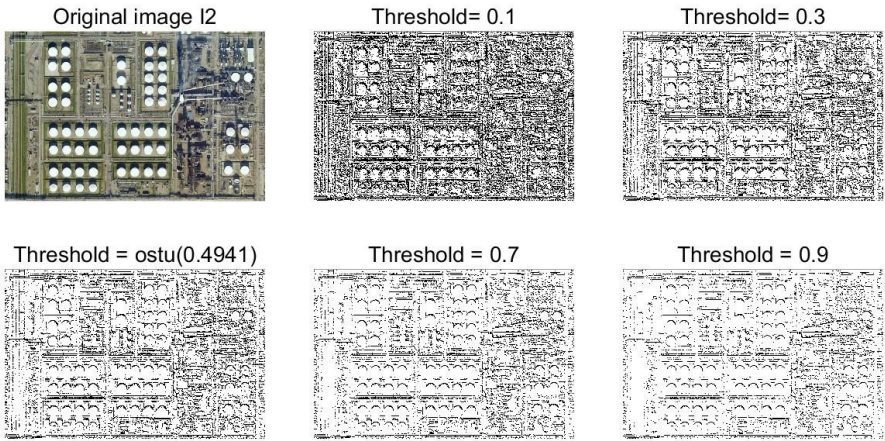 Original image I2
Threshold= 0.1
Threshold= 0.3
Threshold = ostu(0.4941)
Threshold = 0.7
Threshold = 0.9